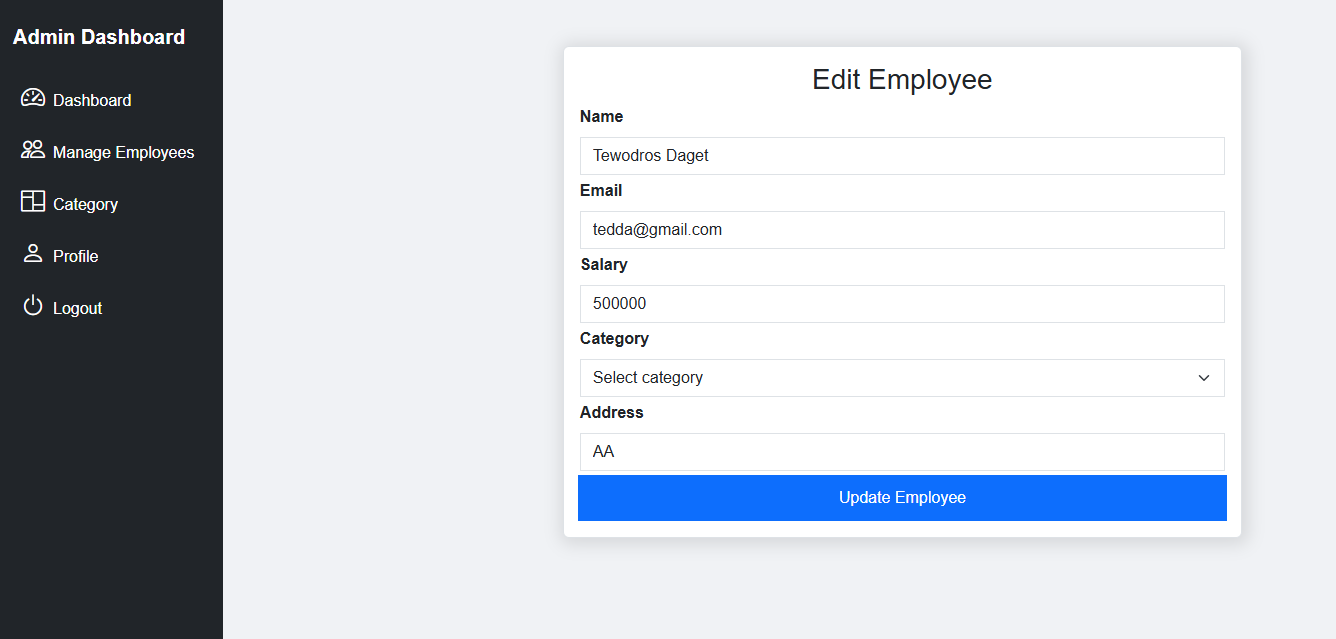 Admin Dashboard
Dashboard
Manage Employees
Category
Profile
Logout
Edit Employee
Name
Tewodros Daget
Email
tedda@gmail.com
Salary
500000
Category
Select category
Address
AA
Update Employee